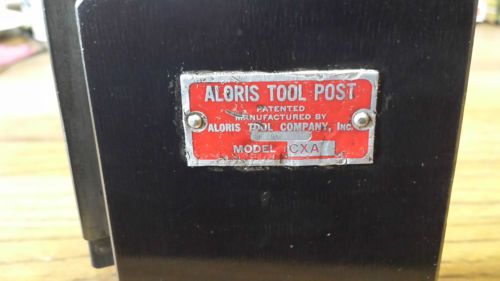 ALORIS TOOL POST
PATENTED
MANUFACTURED BY
ALORIS TOOL COMPANY, Inc.
MODEL CXA